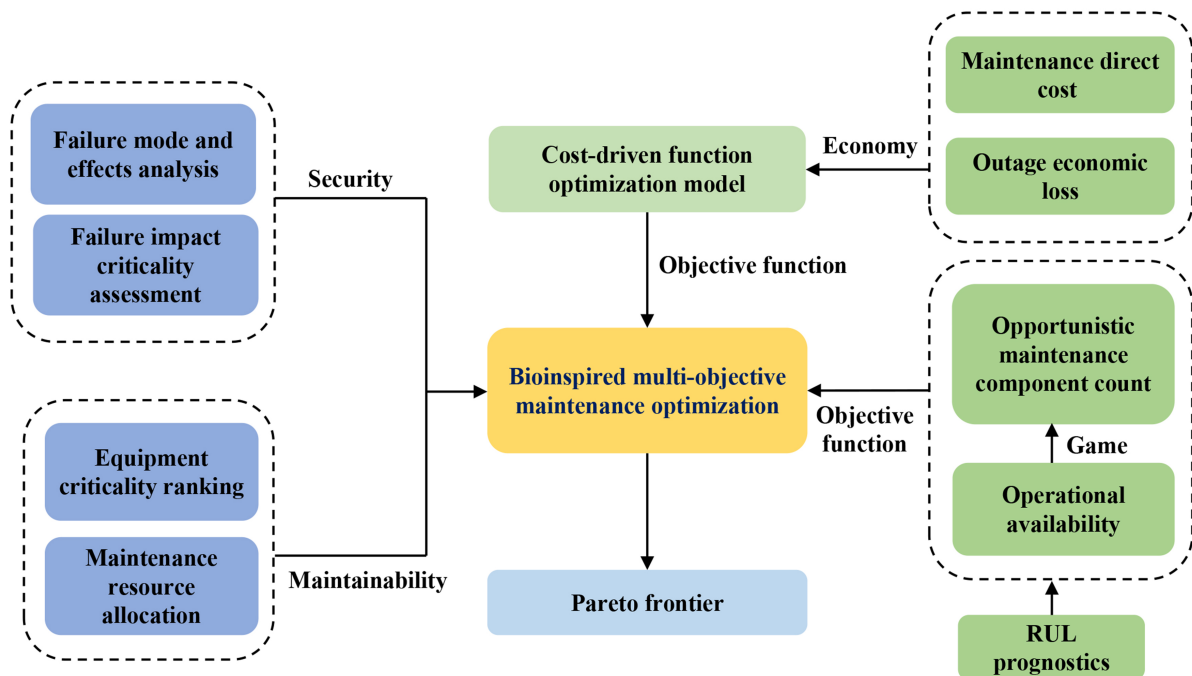 Failure mode and
effects analysis
Failure impact
criticality
assessment
Security
Equipment
criticality ranking
Maintenance
resource
allocation
Maintainability
Cost-driven function
optimization model
Objective function
Bioinspired multi-objective
maintenance optimization
Pareto frontier
Economy
Maintenance direct
cost
Outage economic
loss
Objective
function
Opportunistic
maintenance
component count
Game
Operational
availability
RUL
prognostics